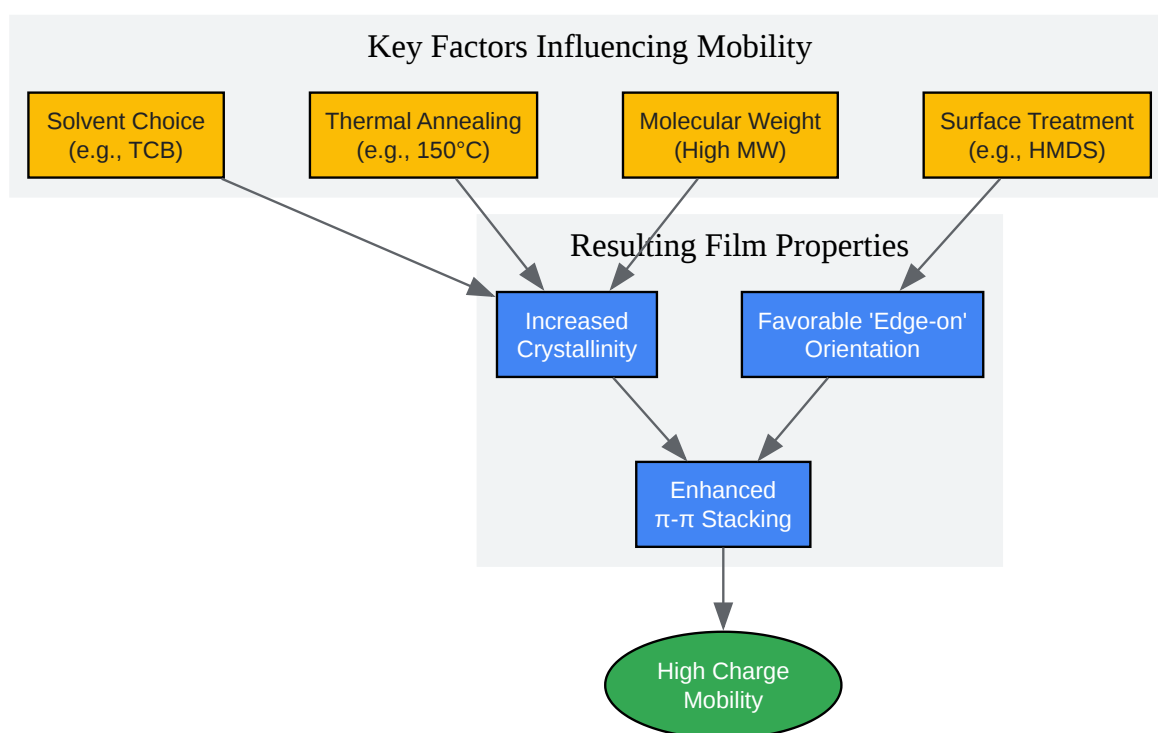 Key Factors Influencing Mobility
Solvent Choice
(e.g., TCB)
Thermal Annealing
(e.g., 150°C)
Molecular Weight
(High MW)
Surface Treatment
(e.g., HMDS)
Resulting Film Properties
Increased
Crystallinity
Favorable 'Edge-on'
Orientation
Enhanced
π-π Stacking
High Charge
Mobility